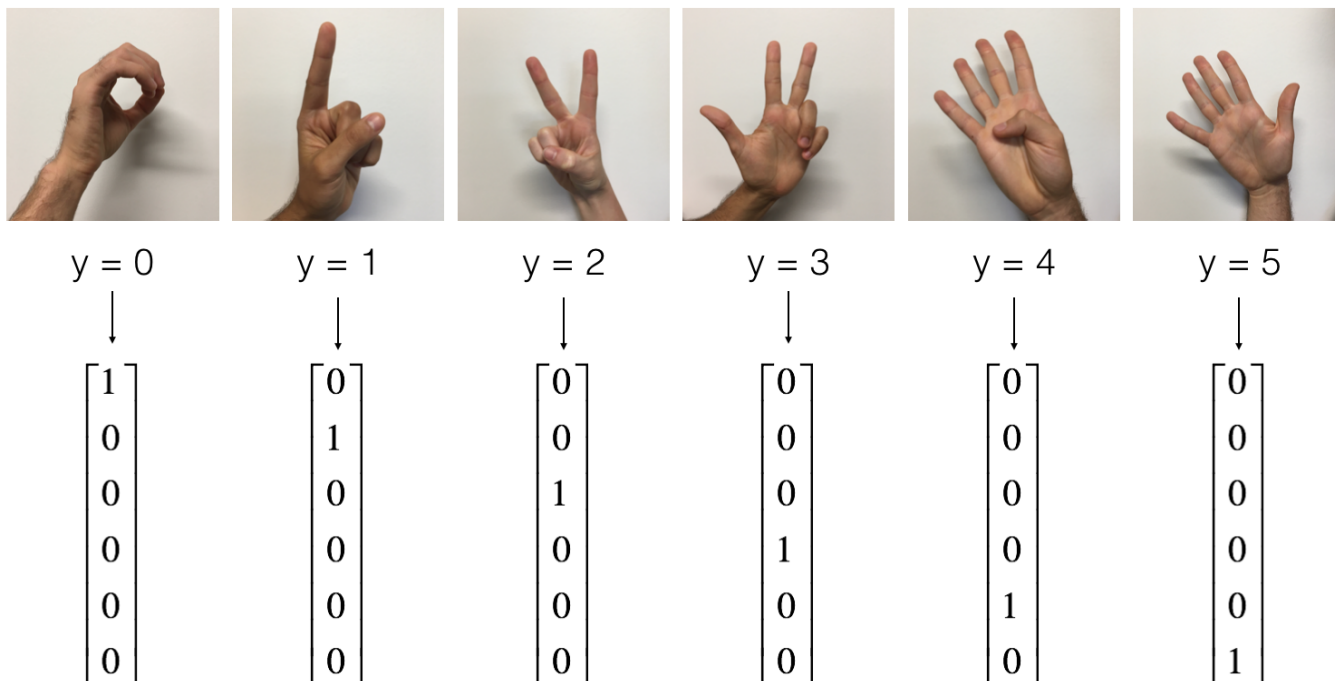 y = 0 y = 1 y = 2 y = 3 y = 4 y = 5
1 0 0 0 0 0
0 1 0 0 0 0
0 0 1 0 0 0
0 0 0 1 0 0
0 0 0 0 1 0
0 0 0 0 0 1